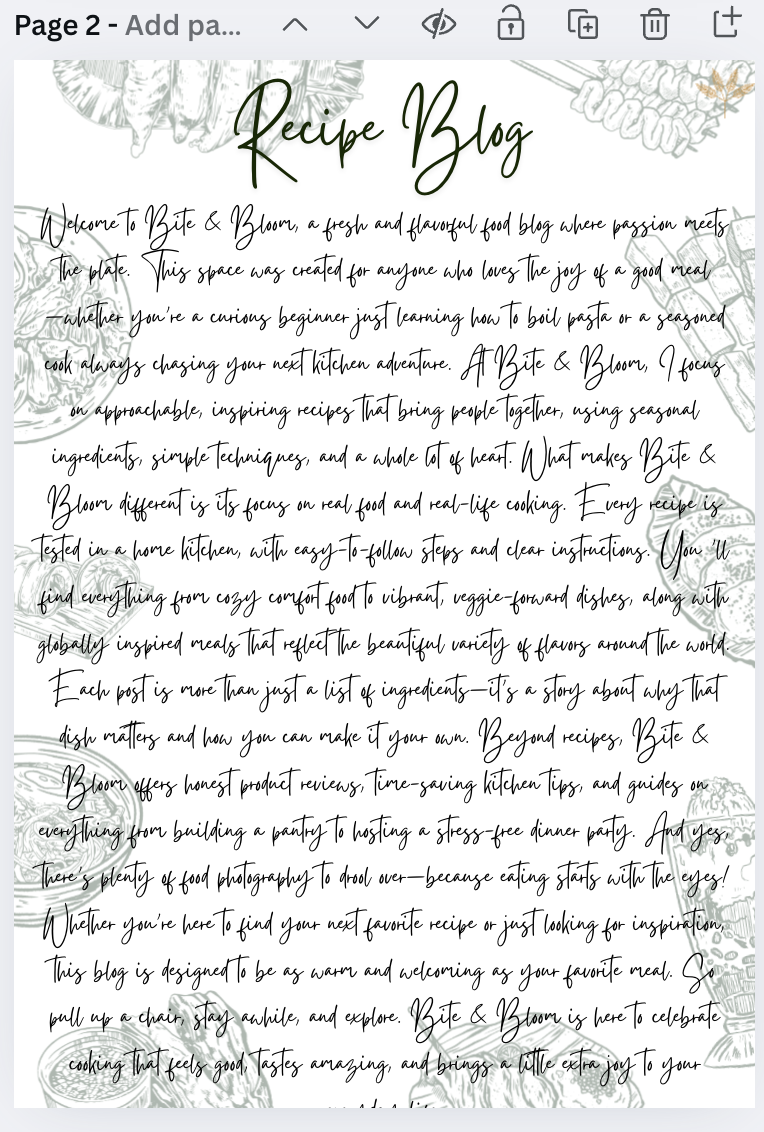 Page 2 - Add pa...
Recipe Blog
Welcome to Bite & Bloom, a fresh and flavorful food blog where passion meets
the plate. This space was created for anyone who loves the joy of a good meal
—whether you're a curious beginner just learning how to boil pasta or a seasoned
cook always chasing your next kitchen adventure. At Bite & Bloom, I focus
on approachable, inspiring recipes that bring people together, using seasonal
ingredients, simple techniques, and a whole lot of heart. What makes Bite &
Bloom different is its focus on real food and real-life cooking. Every recipe is
tested in a home kitchen, with easy-to-follow steps and clear instructions. You 'll
find everything from cozy comfort food to vibrant, veggie-forward dishes, along with
globally inspired meals that reflect the beautiful variety of flavors around the world.
Each post is more than just a list of ingredients—it's a story about why that
dish matters and how you can make it your own. Beyond recipes, Bite &
Bloom offers honest product reviews, time-saving kitchen tips, and guides on
everything from building a pantry to hosting a stress-free dinner party. And yes,
there's plenty of food photography to drool over—because eating starts with the eyes!
Whether you're here to find your next favorite recipe or just looking for inspiration,
this blog is designed to be as warm and welcoming as your favorite meal. So
pull up a chair, stay awhile, and explore. Bite & Bloom is here to celebrate
cooking that feels good, tastes amazing, and brings a little extra joy to your